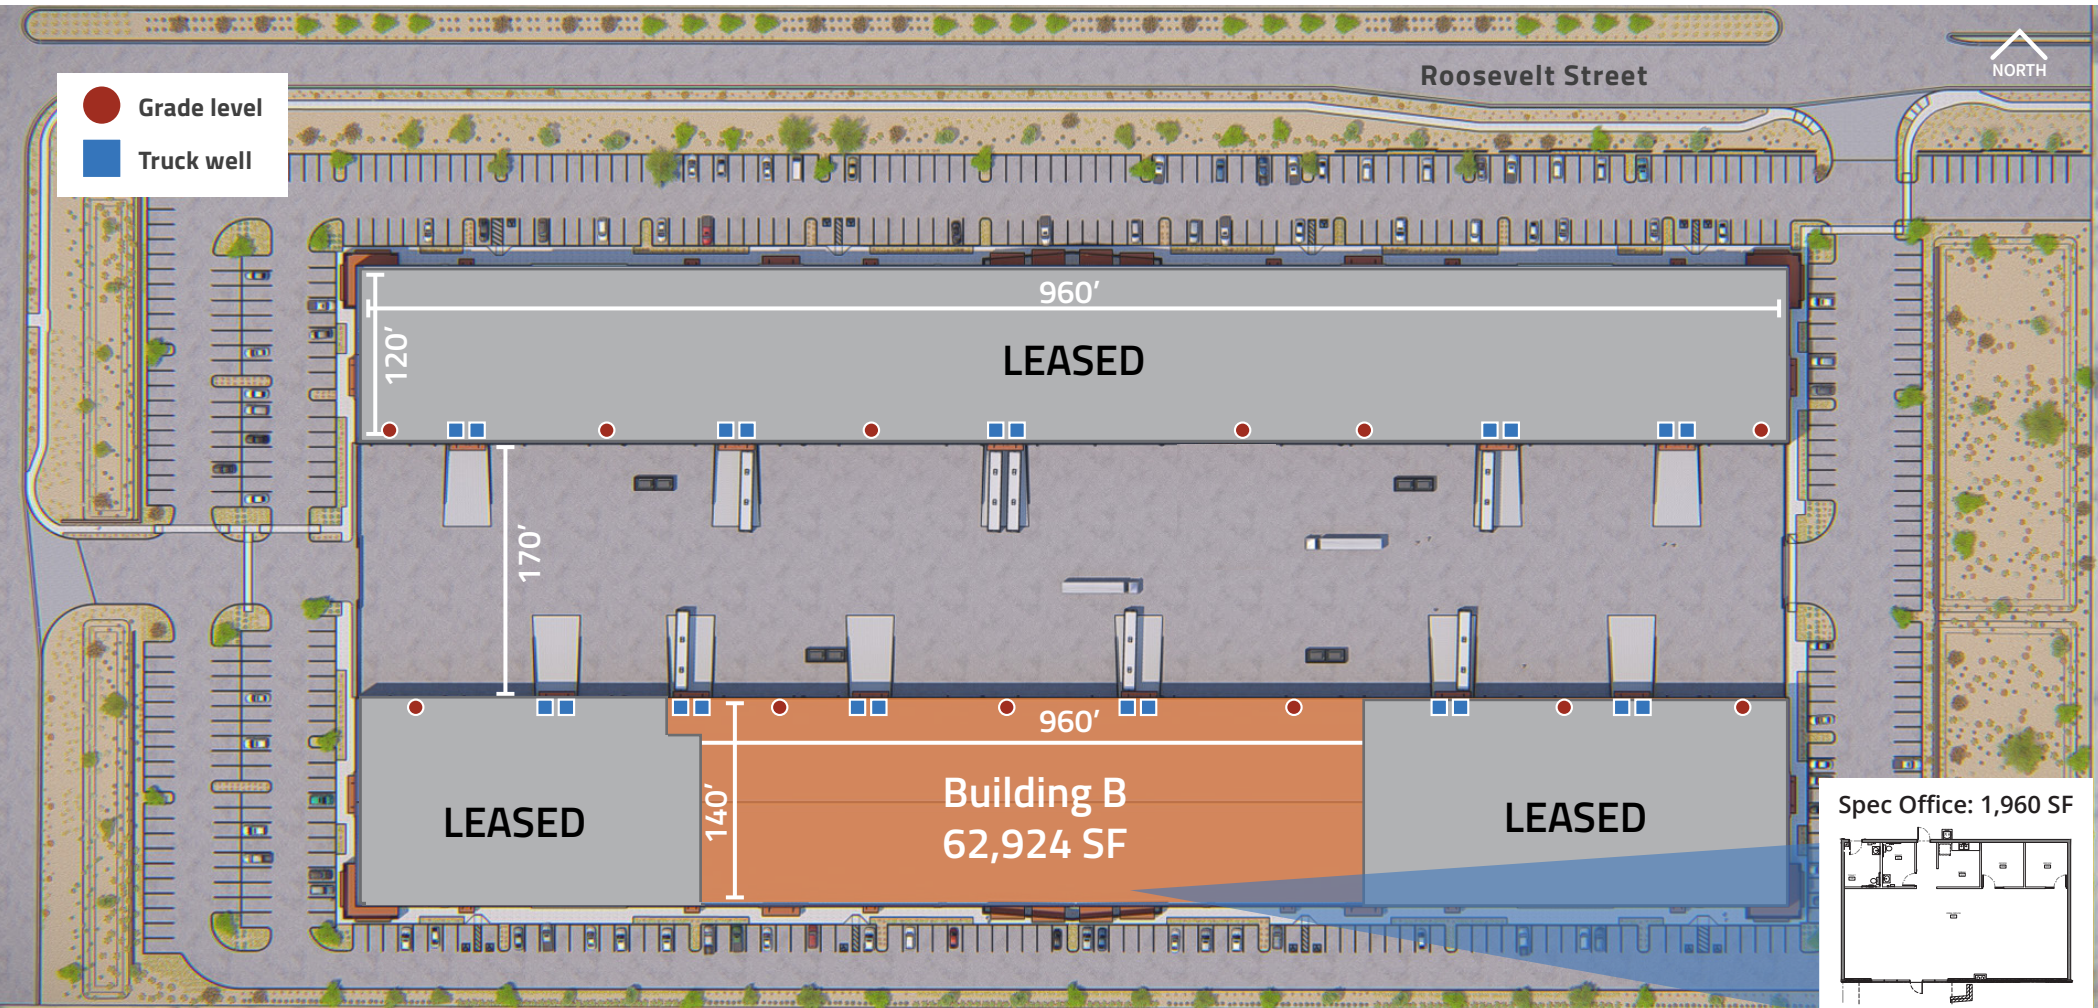 Roosevelt Street
NORTH
Grade level
Truck well
960’
120’
LEASED
170’
960’
140’
Building B
62,924 SF
LEASED
LEASED
Spec Office: 1,960 SF